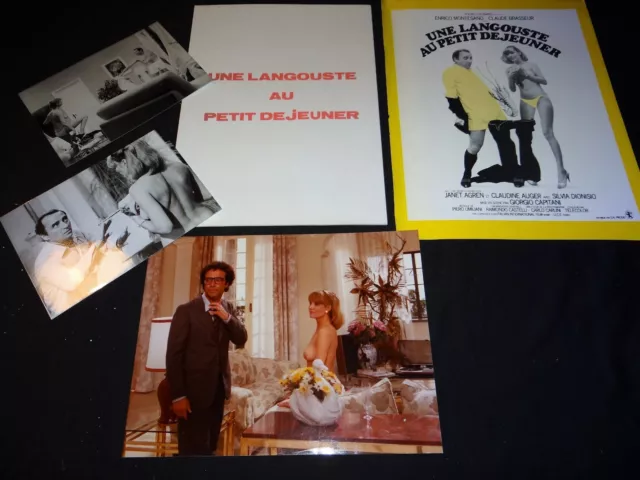 UNE LANGOUSTE
AU
PETIT DEJEUNER
ENRICO MONTESANO CLAUDE BRASSEUR
UNE LANGOUSTE
AU PETIT DEJEUNER
JANET AGREN CLAUDINE AUGER SILVIA DIONISIO
GIORGIO CAPITANI